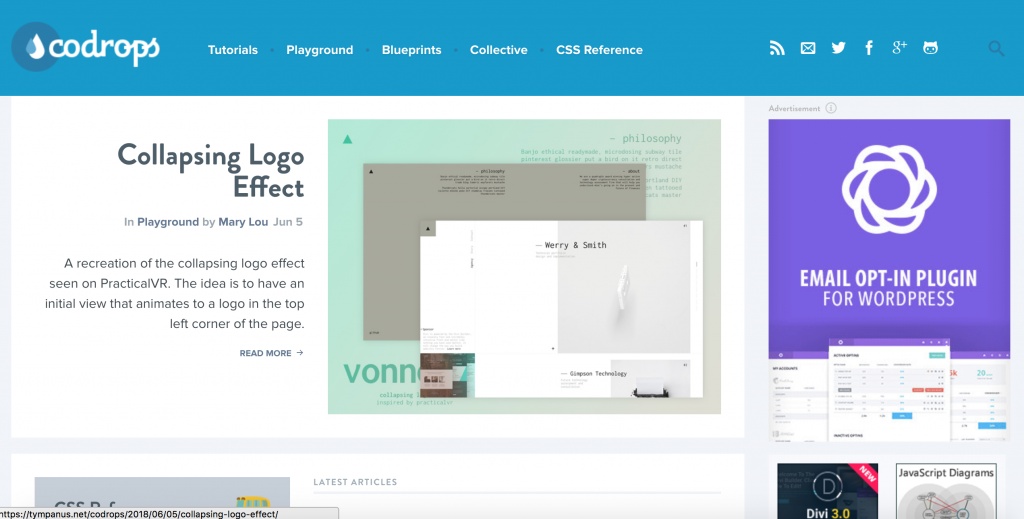 codrops
Tutorials • Playground • Blueprints • Collective • CSS Reference
Advertisement
Collapsing Logo
Effect
In Playground by Mary Lou Jun 5
A recreation of the collapsing logo effect
seen on PracticalVR. The idea is to have an
initial view that animates to a logo in the top
left corner of the page.
READ MORE →
— philosophy
Banjo ethical readymade, microdosing subway tile
pinterest glossier put a bird on it retro direct
— philosophy
— about
— Werry & Smith
— Gimpson Technology
vonn
collapsing l
inspired by practicalvr
EMAIL OPT-IN PLUGIN
FOR WORDPRESS
ACTIVE OPTINS
MY ACCOUNTS
INACTIVE OPTINS
LATEST ARTICLES
NEW
Divi 3.0
JavaScript Diagrams
https://tympanus.net/codrops/2018/06/05/collapsing-logo-effect/